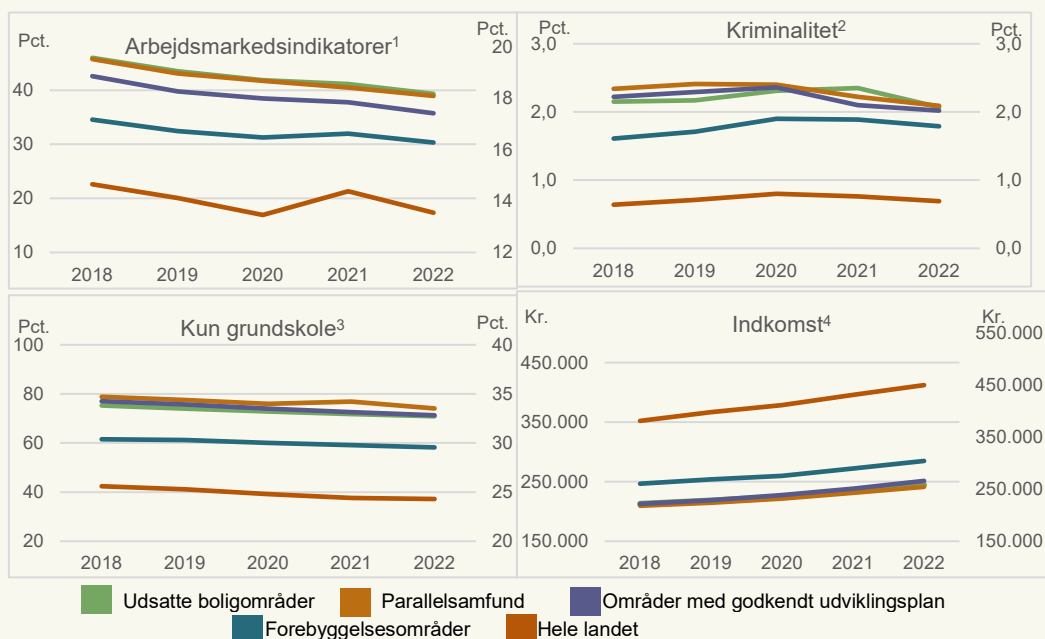 Arbejdsmarkedsindikatorer¹
Pct.
Pct.
40
30
20
10
20
18
16
14
12
2018 2019 2020 2021 2022
Kriminalitet²
Pct.
Pct.
3,0
2,0
1,0
0,0
3,0
2,0
1,0
0,0
2018 2019 2020 2021 2022
Kun grundskole³
Pct.
Pct.
100
80
60
40
20
40
35
30
25
20
2018 2019 2020 2021 2022
Indkomst⁴
Kr.
Kr.
450.000
350.000
250.000
150.000
550.000
450.000
350.000
250.000
150.000
2018 2019 2020 2021 2022
Udsatte boligområder Parallelsamfund Områder med godkendt udviklingsplan
Forebyggelsesområder Hele landet